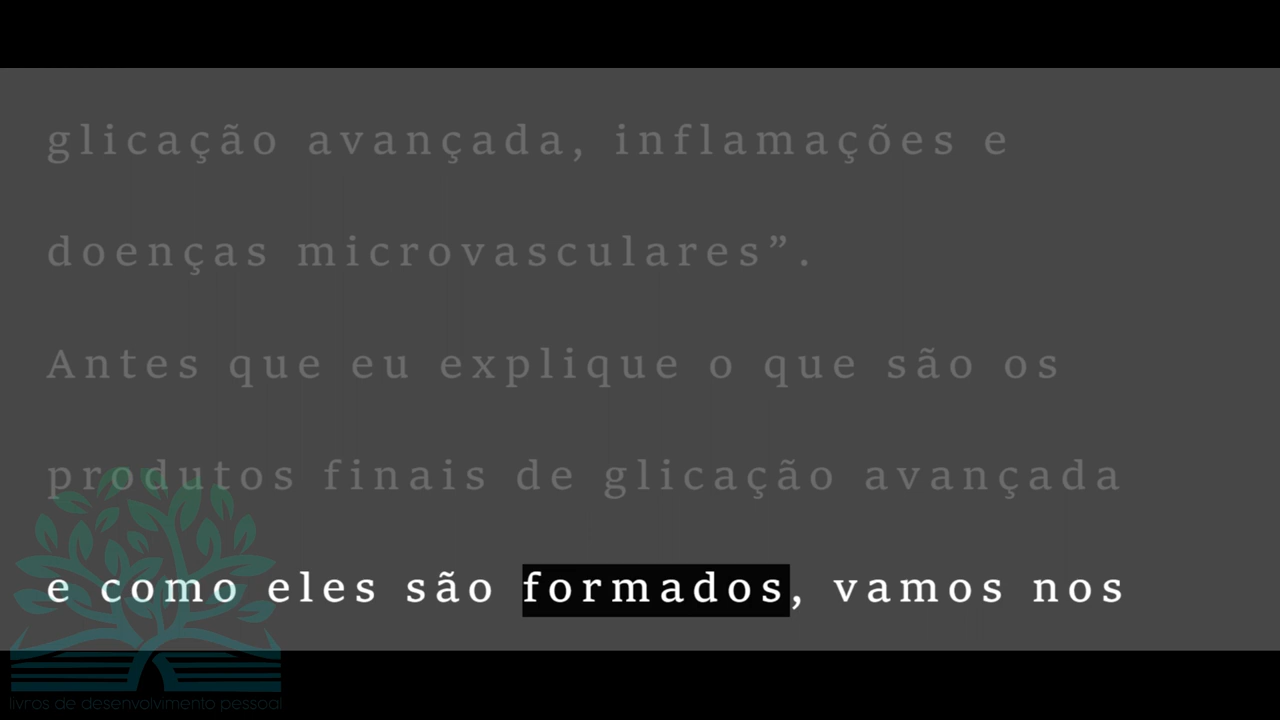 glicação avançada, inflamações e
doenças microvasculares”.
Antes que eu explique o que são os
produtos finais de glicação avançada
e como eles são formados, vamos nos
livros de desenvolvimento pessoal